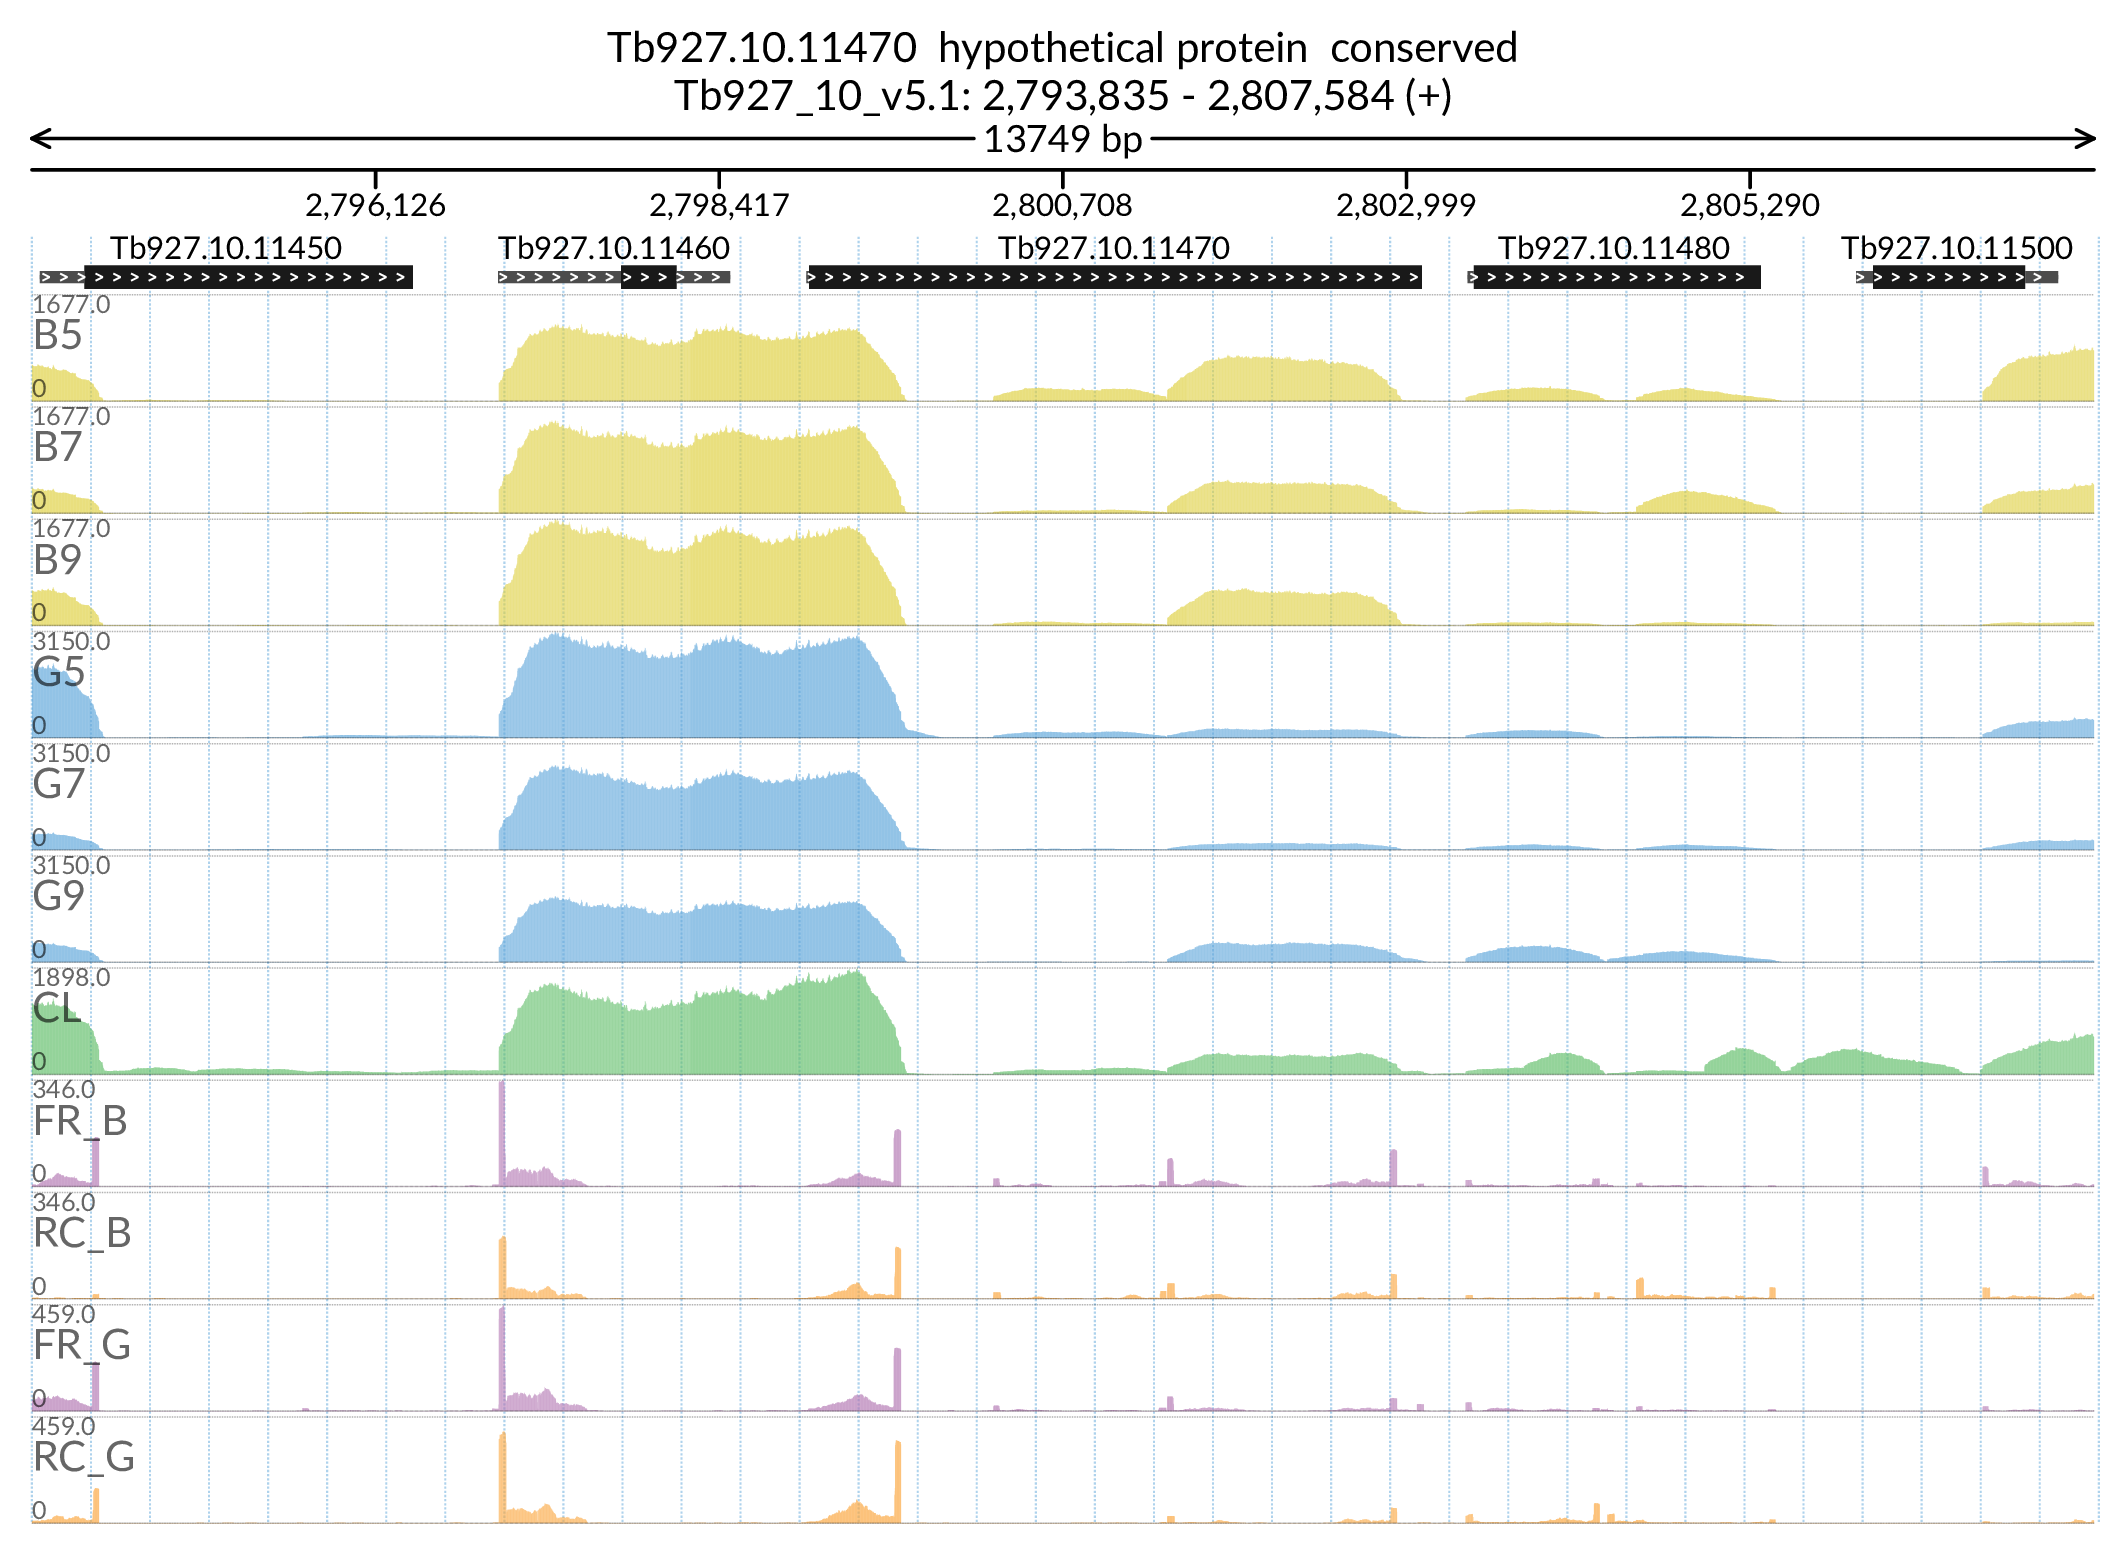 Tb927.10.11470  hypothetical protein  conserved
Tb927_10_v5.1: 2,793,835 - 2,807,584 (+)
13749 bp
2,796,126 2,798,417 2,800,708 2,802,999 2,805,290
Tb927.10.11450 Tb927.10.11460 Tb927.10.11470 Tb927.10.11480 Tb927.10.11500
1677.0
B5
0
1677.0
B7
0
1677.0
B9
0
3150.0
G5
0
3150.0
G7
0
3150.0
G9
0
1898.0
CL
0
346.0
FR_B
0
346.0
RC_B
0
459.0
FR_G
0
459.0
RC_G
0